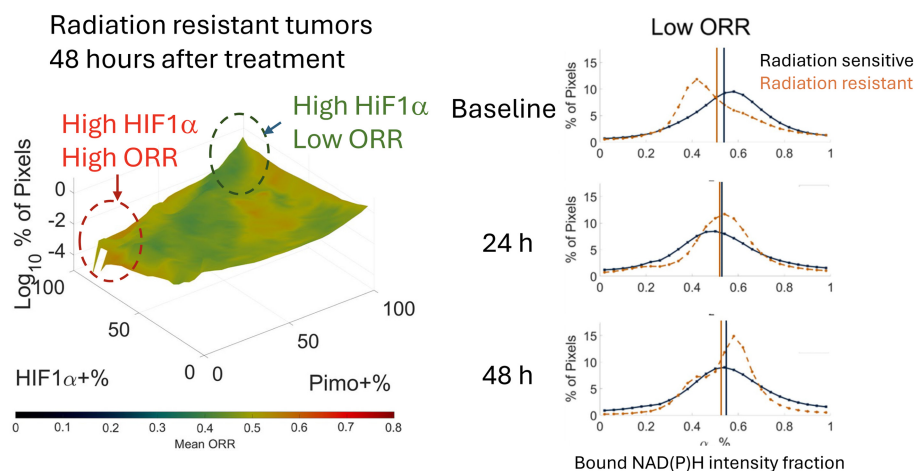 Radiation resistant tumors
48 hours after treatment
High HIF1α
High ORR
High HiF1α
Low ORR
Log10 % of Pixels
0
-2
-4
100
50
0
0
50
100
HIF1α+%
Pimo+%
0
0.1
0.2
0.3
0.4
0.5
0.6
0.7
0.8
Mean ORR
Low ORR
Radiation sensitive
Radiation resistant
Baseline
% of Pixels
15
10
5
0
0
0.2
0.4
0.6
0.8
1
24 h
% of Pixels
15
10
5
0
0
0.2
0.4
0.6
0.8
1
48 h
% of Pixels
15
10
5
0
0
0.2
0.4
0.6
0.8
1
%
Bound NAD(P)H intensity fraction